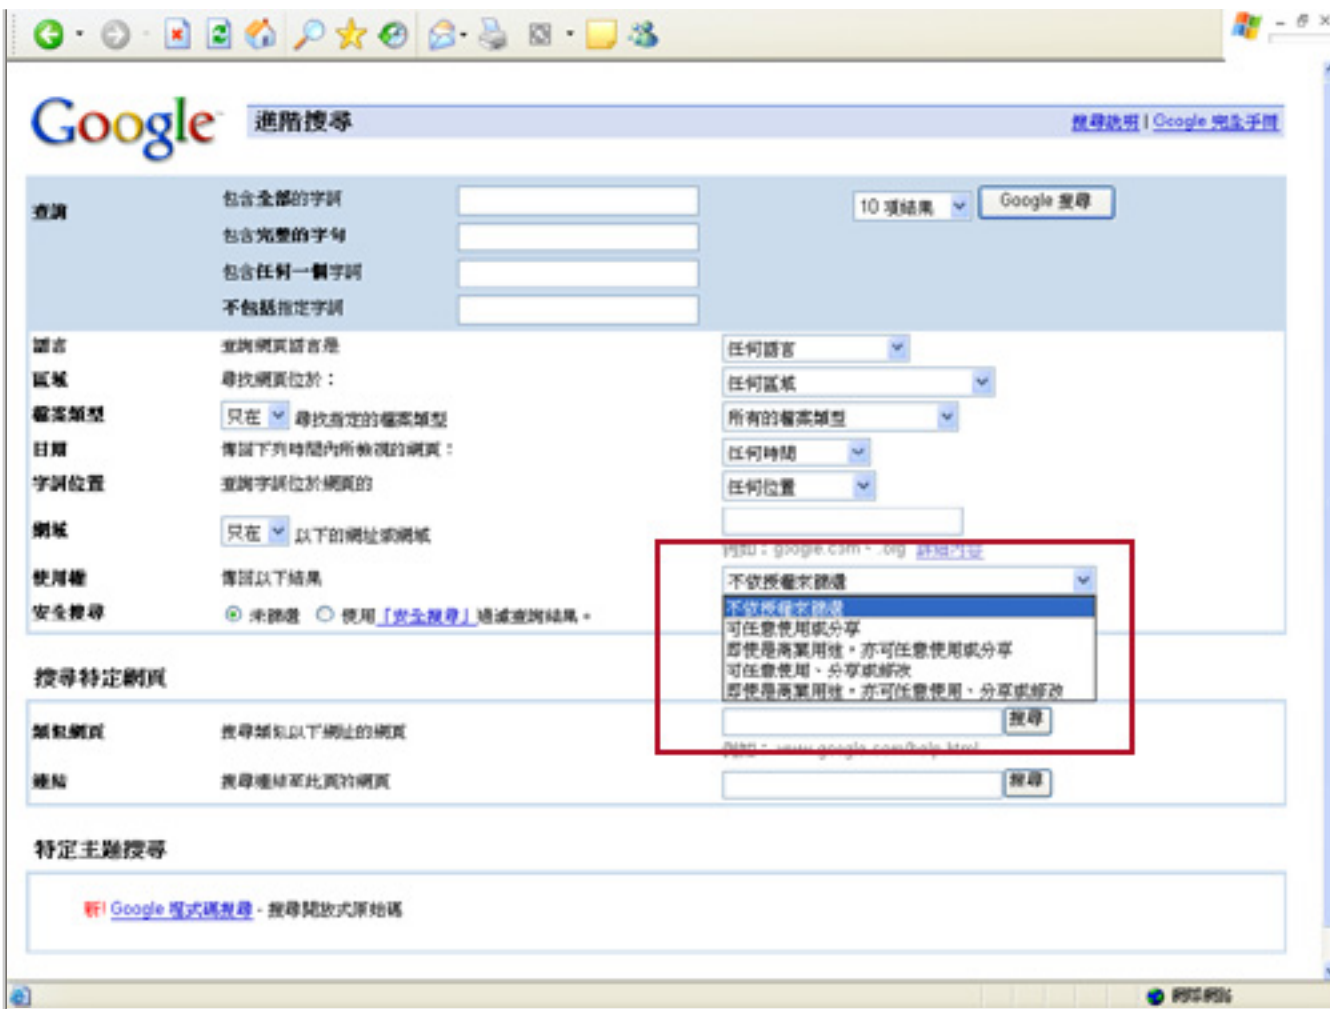 Google 進階搜尋 搜尋說明 | Google 完全手冊
查詢 包含全部的字詞 10 項結果 Google 搜尋
包含完整的字句
包含任何一個字詞
不包括指定字詞
語言 查詢網頁語言是 任何語言
區域 尋找網頁位於： 任何區域
檔案類型 只在 尋找指定的檔案類型 所有的檔案類型
日期 傳回下列時間內所檢視的網頁： 任何時間
字詞位置 查詢字詞位於網頁的 任何位置
網域 只在 以下的網址或網域
例如：google.com、.org 詳細內容
使用權 傳回以下結果 不依授權來篩選
不依授權來篩選
安全搜尋 未篩選 使用「安全搜尋」過濾查詢結果。
可任意使用或分享
即使是商業用途，亦可任意使用或分享
可任意使用、分享或修改
即使是商業用途，亦可任意使用、分享或修改
搜尋特定網頁
類似網頁 搜尋類似以下網址的網頁 搜尋
例如： www.google.com/help.html
連結 搜尋連結至此頁的網頁 搜尋
特定主題搜尋
新! Google 程式碼搜尋 - 搜尋開放式原始碼
網際網路